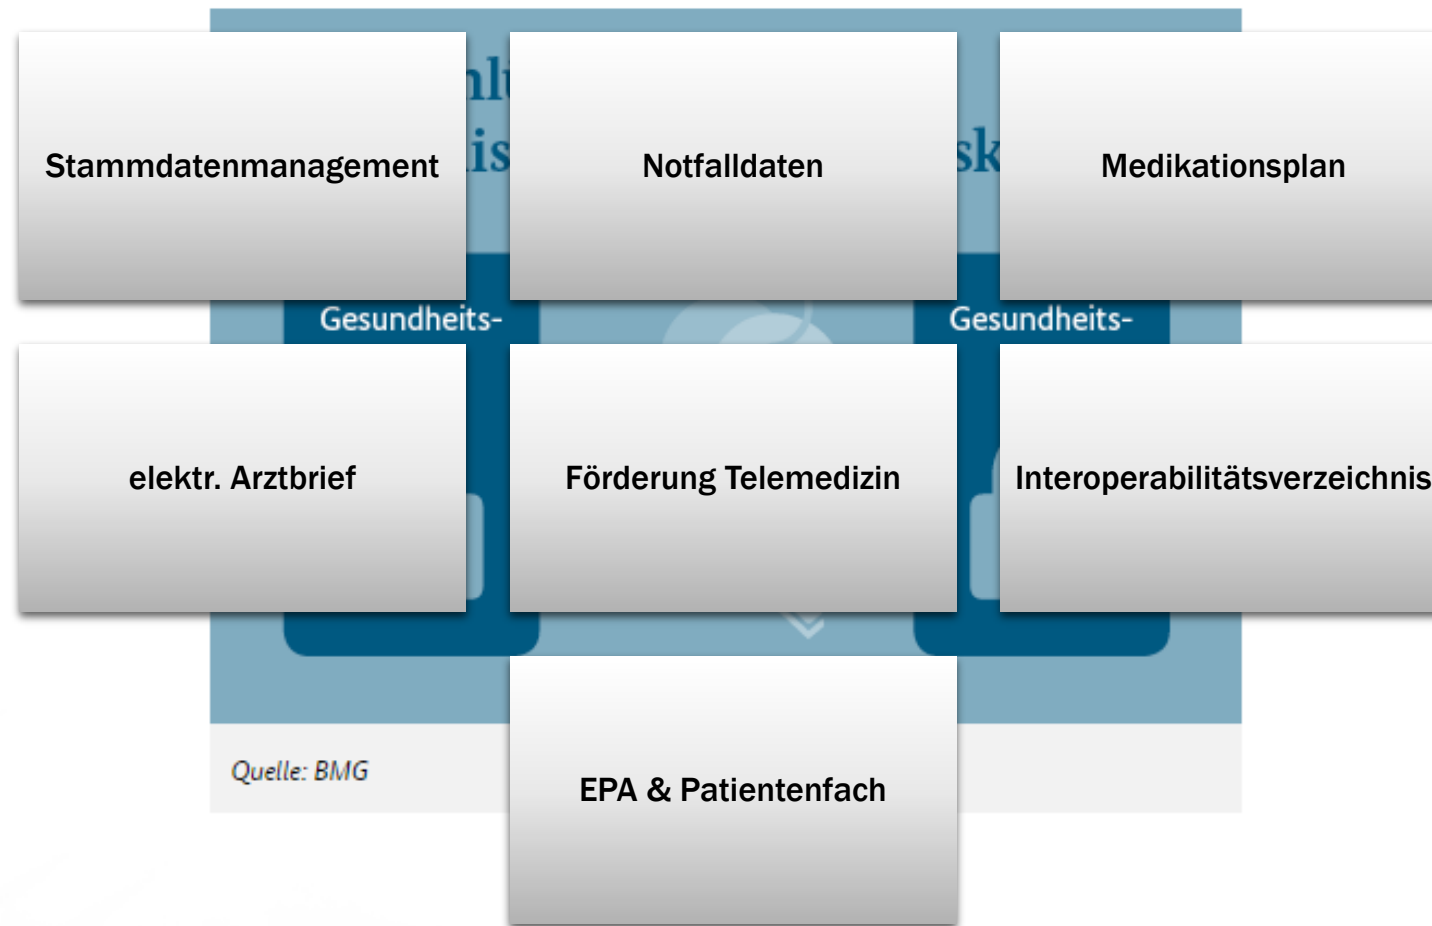 Stammdatenmanagement
Notfalldaten
Medikationsplan
Gesundheits-
Gesundheits-
elektr. Arztbrief
Förderung Telemedizin
Interoperabilitätsverzeichnis
Quelle: BMG
EPA & Patientenfach